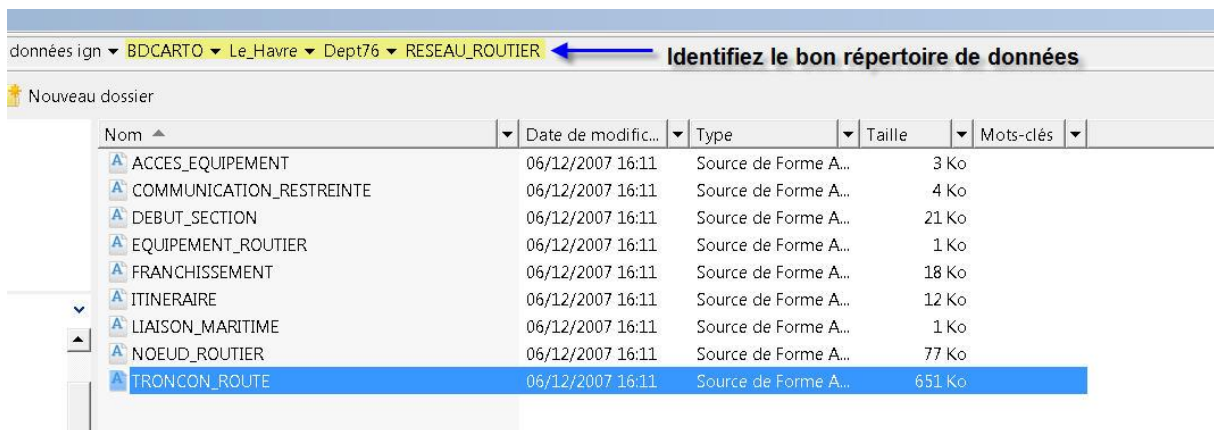 données ign ▾ BDCARTO ▾ Le_Havre ▾ Dept76 ▾ RESEAU_ROUTIER Identifiez le bon répertoire de données
Nouveau dossier
Nom Date de modific... Type Taille Mots-clés
ACCES_EQUIPEMENT 06/12/2007 16:11 Source de Forme A... 3 Ko
COMMUNICATION_RESTREINTE 06/12/2007 16:11 Source de Forme A... 4 Ko
DEBUT_SECTION 06/12/2007 16:11 Source de Forme A... 21 Ko
EQUIPEMENT_ROUTIER 06/12/2007 16:11 Source de Forme A... 1 Ko
FRANCHISSEMENT 06/12/2007 16:11 Source de Forme A... 18 Ko
ITINERAIRE 06/12/2007 16:11 Source de Forme A... 12 Ko
LIAISON_MARITIME 06/12/2007 16:11 Source de Forme A... 1 Ko
NOEUD_ROUTIER 06/12/2007 16:11 Source de Forme A... 77 Ko
TRONCON_ROUTE 06/12/2007 16:11 Source de Forme A... 651 Ko